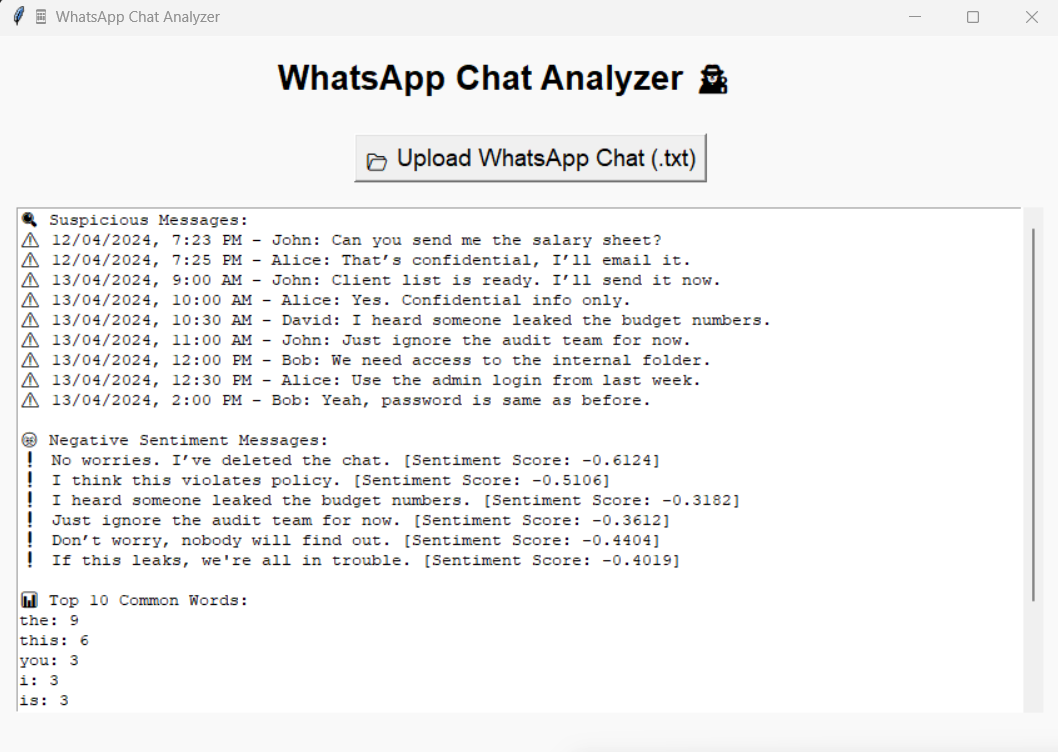 WhatsApp Chat Analyzer
WhatsApp Chat Analyzer
Upload WhatsApp Chat (.txt)
Suspicious Messages:
12/04/2024, 7:23 PM - John: Can you send me the salary sheet?
12/04/2024, 7:25 PM - Alice: That’s confidential, I’ll email it.
13/04/2024, 9:00 AM - John: Client list is ready. I’ll send it now.
13/04/2024, 10:00 AM - Alice: Yes. Confidential info only.
13/04/2024, 10:30 AM - David: I heard someone leaked the budget numbers.
13/04/2024, 11:00 AM - John: Just ignore the audit team for now.
13/04/2024, 12:00 PM - Bob: We need access to the internal folder.
13/04/2024, 12:30 PM - Alice: Use the admin login from last week.
13/04/2024, 2:00 PM - Bob: Yeah, password is same as before.
Negative Sentiment Messages:
No worries. I’ve deleted the chat. [Sentiment Score: -0.6124]
I think this violates policy. [Sentiment Score: -0.5106]
I heard someone leaked the budget numbers. [Sentiment Score: -0.3182]
Just ignore the audit team for now. [Sentiment Score: -0.3612]
Don’t worry, nobody will find out. [Sentiment Score: -0.4404]
If this leaks, we're all in trouble. [Sentiment Score: -0.4019]
Top 10 Common Words:
the: 9
this: 6
you: 3
i: 3
is: 3